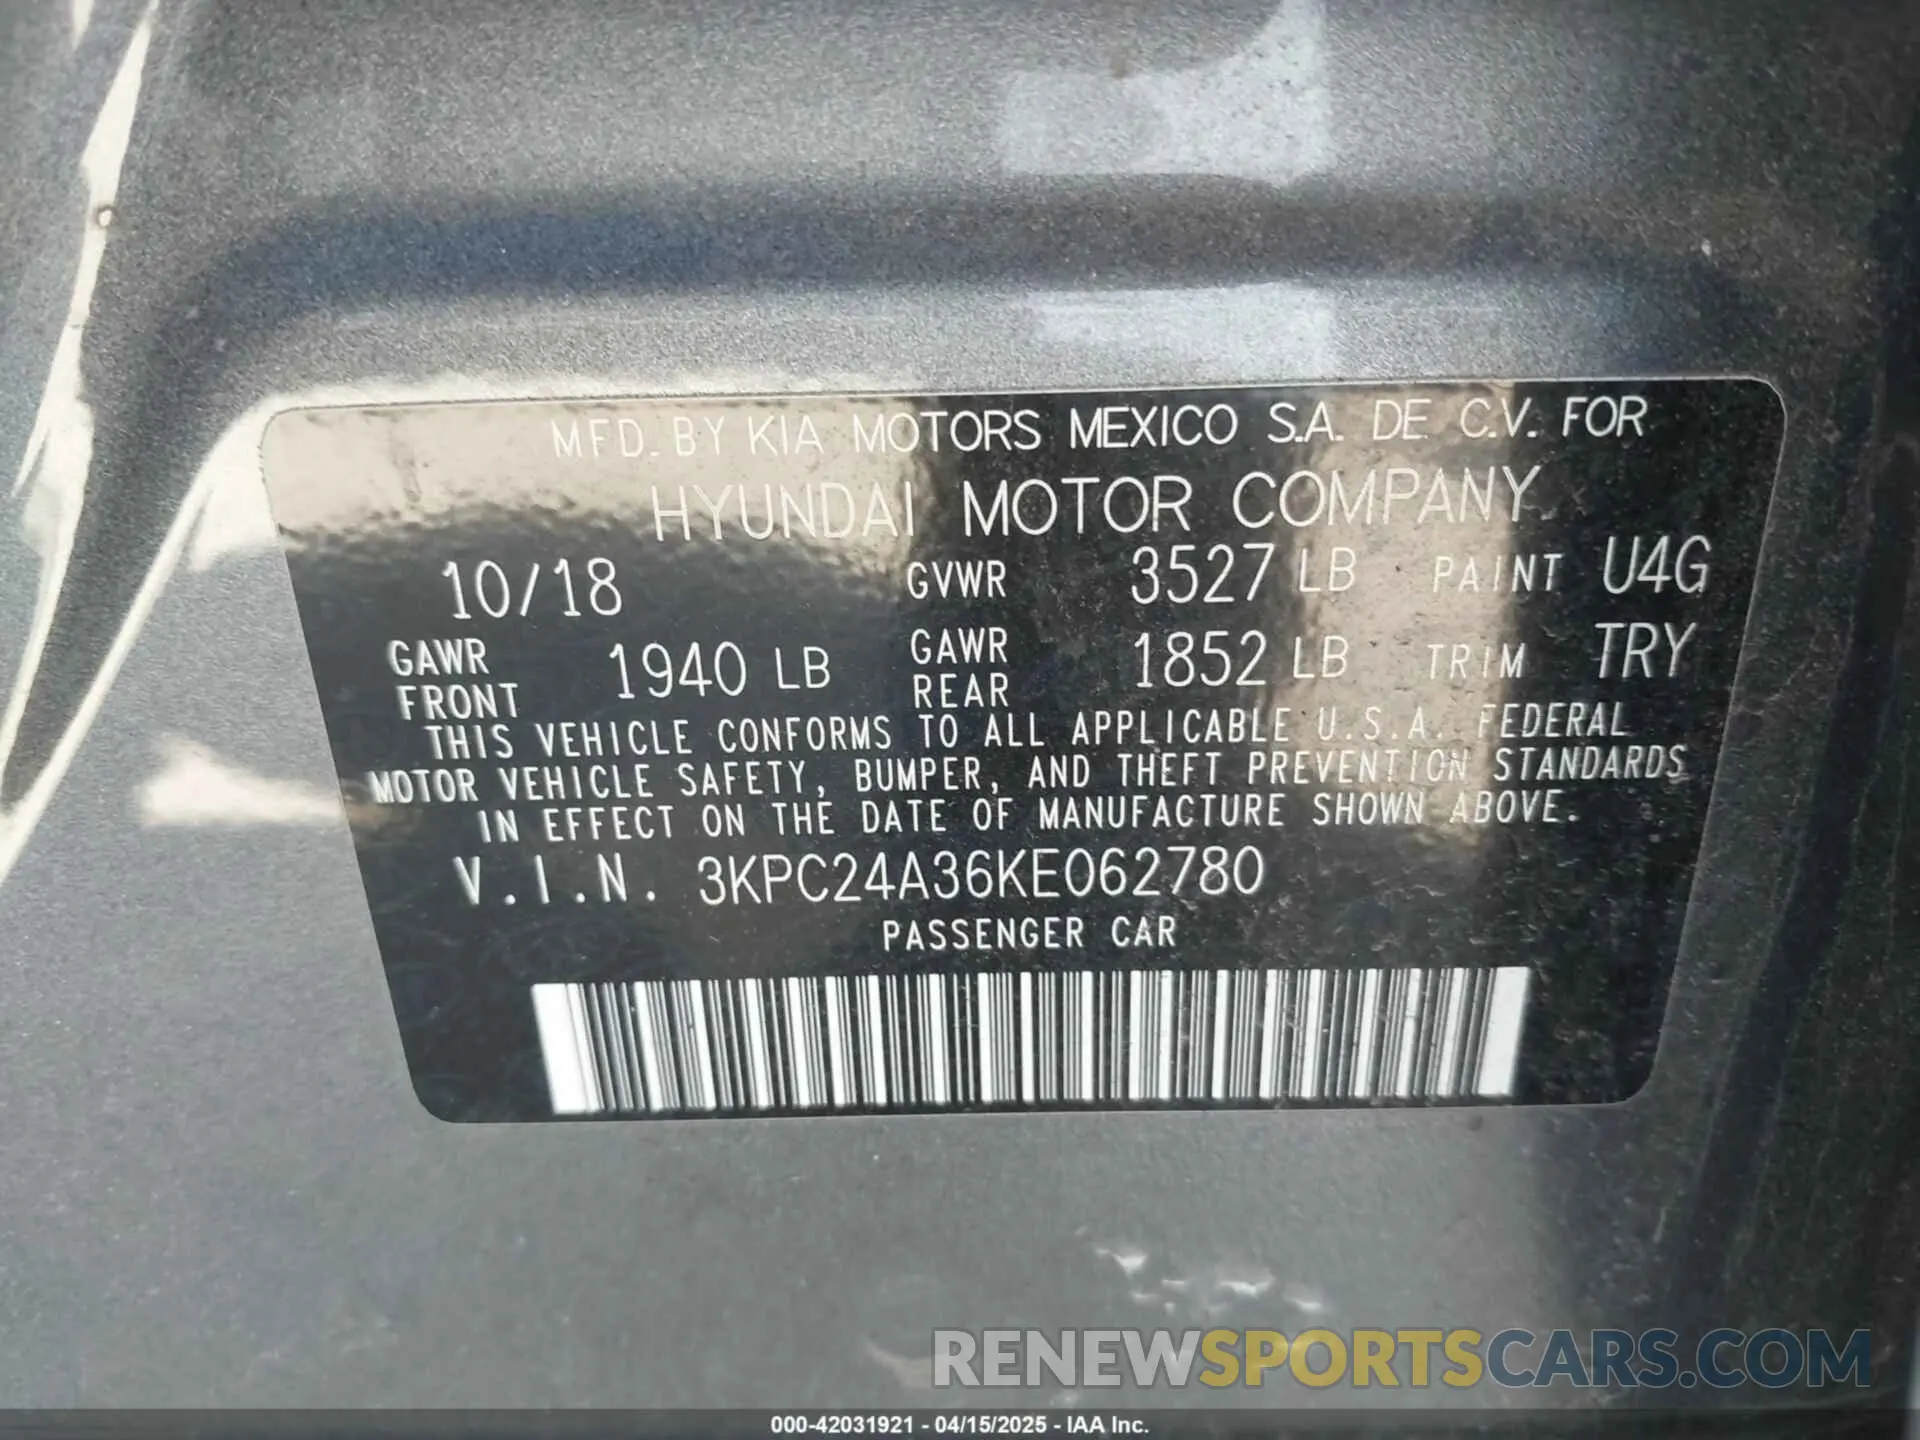 MFD. BY KIA MOTORS MEXICO S.A. DE C.V. FOR
HYUNDAI MOTOR COMPANY
10/18 GVWR 3527 LB PAINT U4G
GAWR FRONT 1940 LB GAWR REAR 1852 LB TRIM TRY
THIS VEHICLE CONFORMS TO ALL APPLICABLE U.S.A. FEDERAL
MOTOR VEHICLE SAFETY, BUMPER, AND THEFT PREVENTION STANDARDS
IN EFFECT ON THE DATE OF MANUFACTURE SHOWN ABOVE.
V.I.N. 3KPC24A36KE062780
PASSENGER CAR
RENEWSPORTSCARS.COM
000-42031921 - 04/15/2025 - IAA Inc.